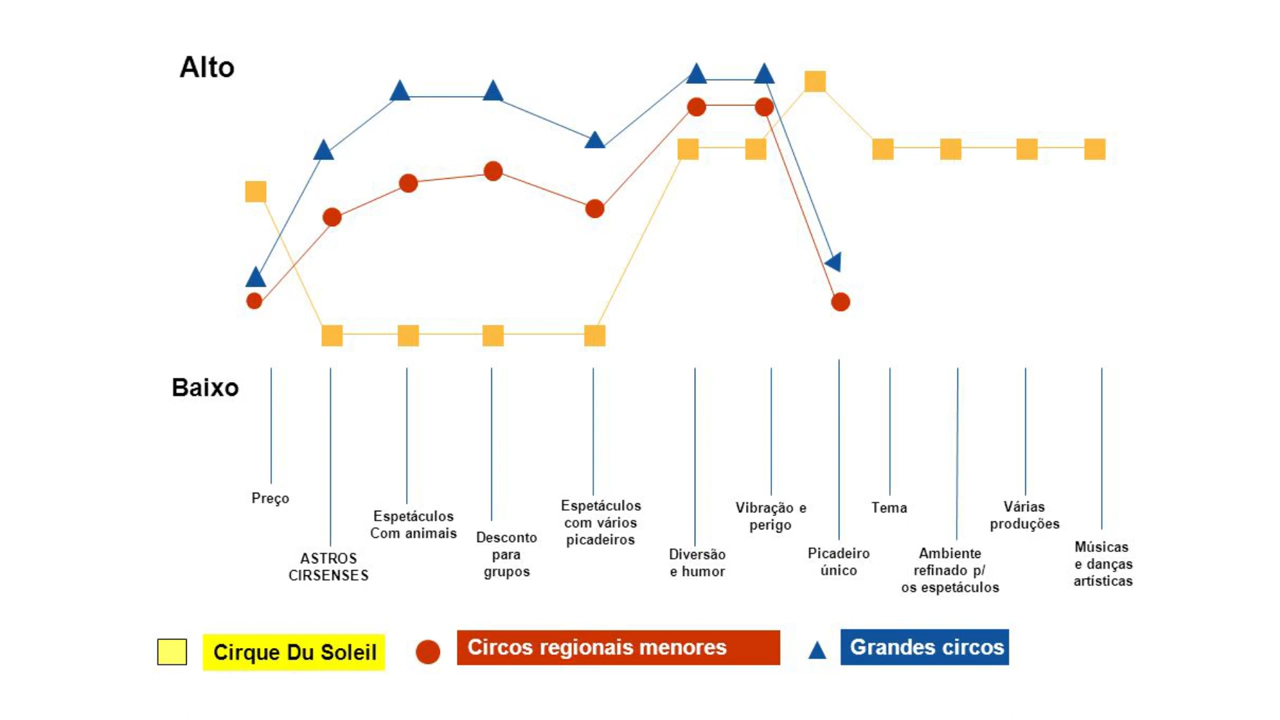 Alto
Baixo
Preço
ASTROS
CIRSENSES
Espetáculos
Com animais
Desconto
para
grupos
Espetáculos
com vários
picadeiros
Diversão
e humor
Vibração e
perigo
Picadeiro
único
Tema
Ambiente
refinado p/
os espetáculos
Várias
produções
Músicas
e danças
artísticas
Cirque Du Soleil
Circos regionais menores
Grandes circos